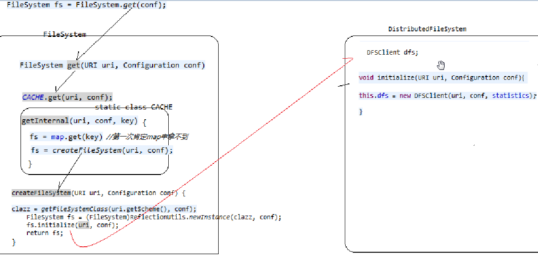 FileSystem fs = FileSystem.get(conf);
FileSystem
FileSystem get(URI uri, Configuration conf)
CACHE.get(uri, conf);
static class CACHE
getInternal(uri, conf, key) {
fs = map.get(key) //第一次肯定map中拿不到
fs = createFileSystem(uri, conf);
}
createFileSystem(URI uri, Configuration conf) {
clazz = getFileSystemClass(uri.getScheme(), conf);
FileSystem fs = (FileSystem)ReflectionUtils.newInstance(clazz, conf);
fs.initialize(uri, conf);
return fs;
}
DistributedFileSystem
DFSClient dfs;
void initialize(URI uri, Configuration conf){
this.dfs = new DFSClient(uri, conf, statistics);
}